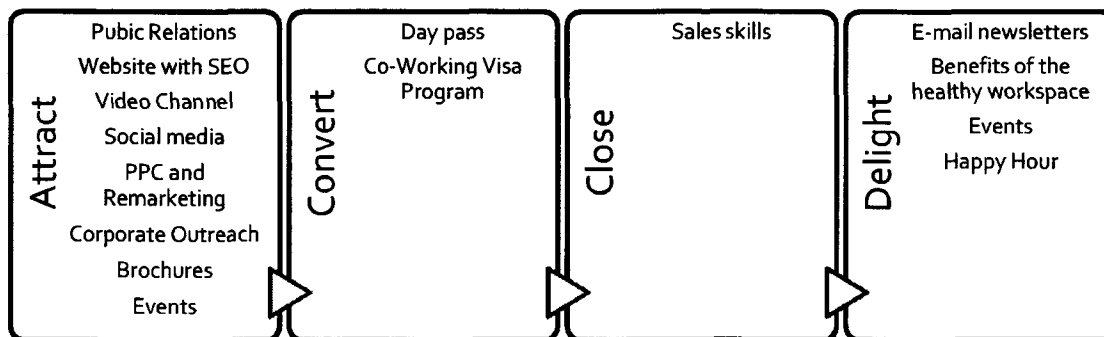 Attract
Pubic Relations
Website with SEO
Video Channel
Social media
PPC and
Remarketing
Corporate Outreach
Brochures
Events
Convert
Day pass
Co-Working Visa
Program
Close
Sales skills
Delight
E-mail newsletters
Benefits of the
healthy workspace
Events
Happy Hour